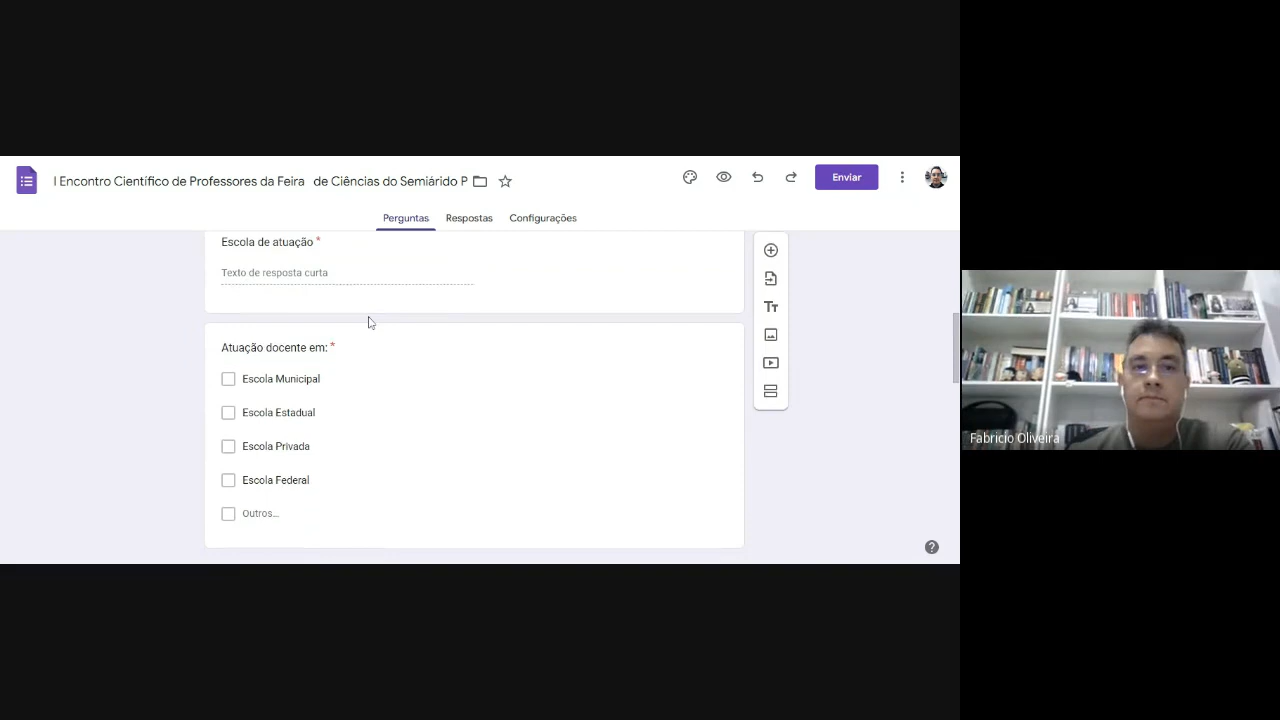 I Encontro Científico de Professores da Feira de Ciências do Semiárido P
Enviar
Perguntas Respostas Configurações
Escola de atuação *
Texto de resposta curta
Atuação docente em: *
Escola Municipal
Escola Estadual
Escola Privada
Escola Federal
Outros...
Fabricio Oliveira